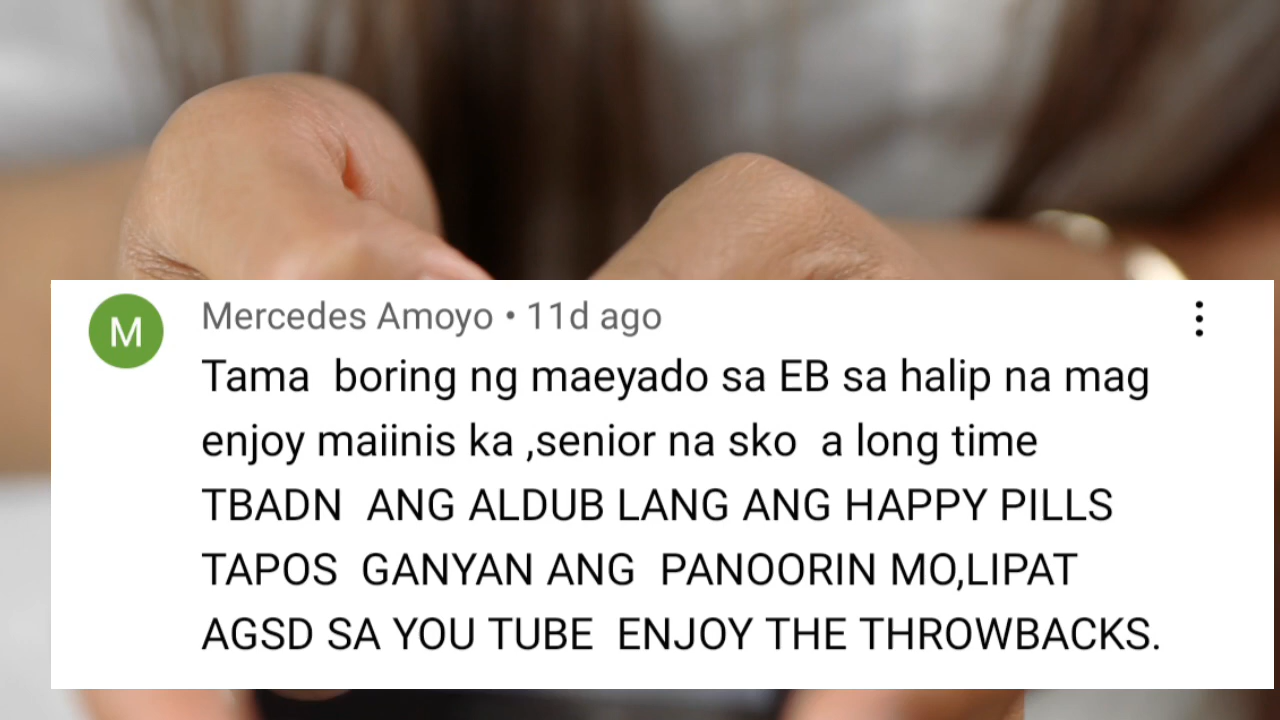 M
Mercedes Amoyo • 11d ago
Tama boring ng maeyado sa EB sa halip na mag
enjoy maiinis ka ,senior na sko a long time
TBADN ANG ALDUB LANG ANG HAPPY PILLS
TAPOS GANYAN ANG PANOORIN MO,LIPAT
AGSD SA YOU TUBE ENJOY THE THROWBACKS.